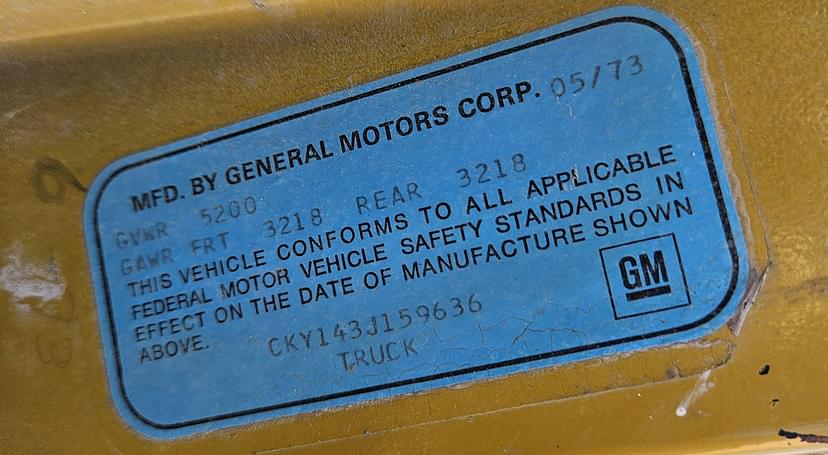 MFD. BY GENERAL MOTORS CORP. 05/73
GVWR 5200
GAWR FRT 3218 REAR 3218
THIS VEHICLE CONFORMS TO ALL APPLICABLE
FEDERAL MOTOR VEHICLE SAFETY STANDARDS IN
EFFECT ON THE DATE OF MANUFACTURE SHOWN
ABOVE.
CKY143J159636
TRUCK
GM